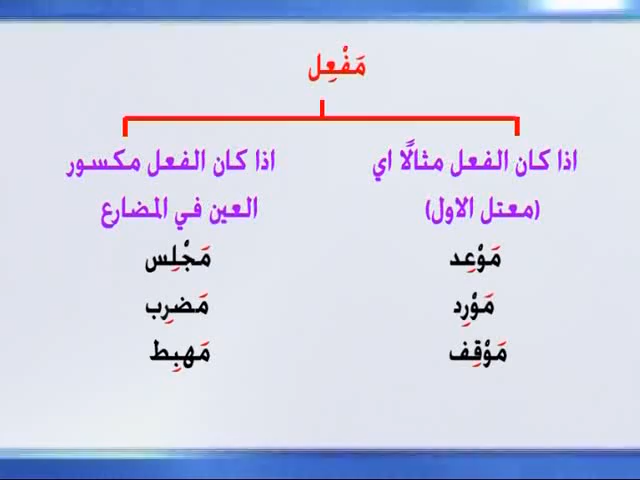 مَفْعِل
اذا كان الفعل مثالًا اي
(معتل الاول)
مَوْعِد
مَوْرِد
مَوْقِف
اذا كان الفعل مكسور
العين في المضارع
مَجْلِس
مَضرِب
مَهبِط